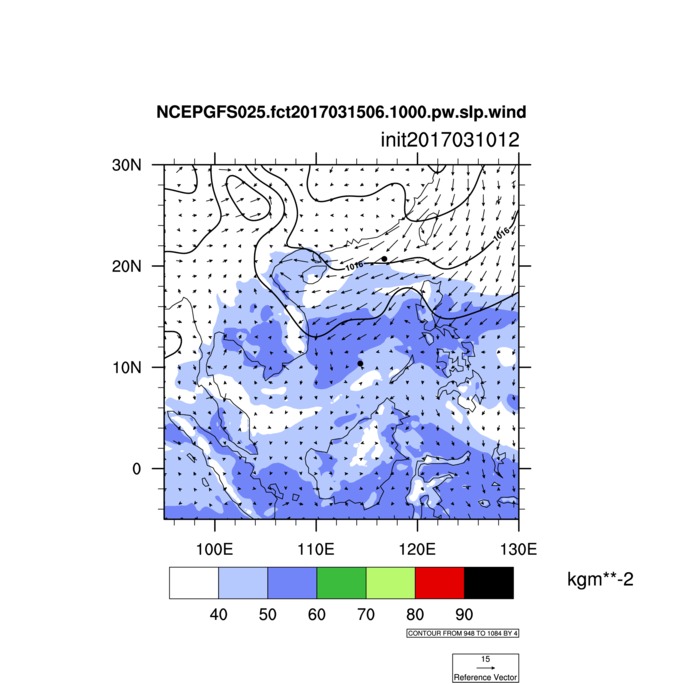 NCEPGFS025.fct2017031506.1000.pw.slp.wind
init2017031012
30N
20N
10N
0
1016
1016
100E 110E 120E 130E
kgm**-2
40 50 60 70 80 90
CONTOUR FROM 948 TO 1084 BY 4
15
Reference Vector